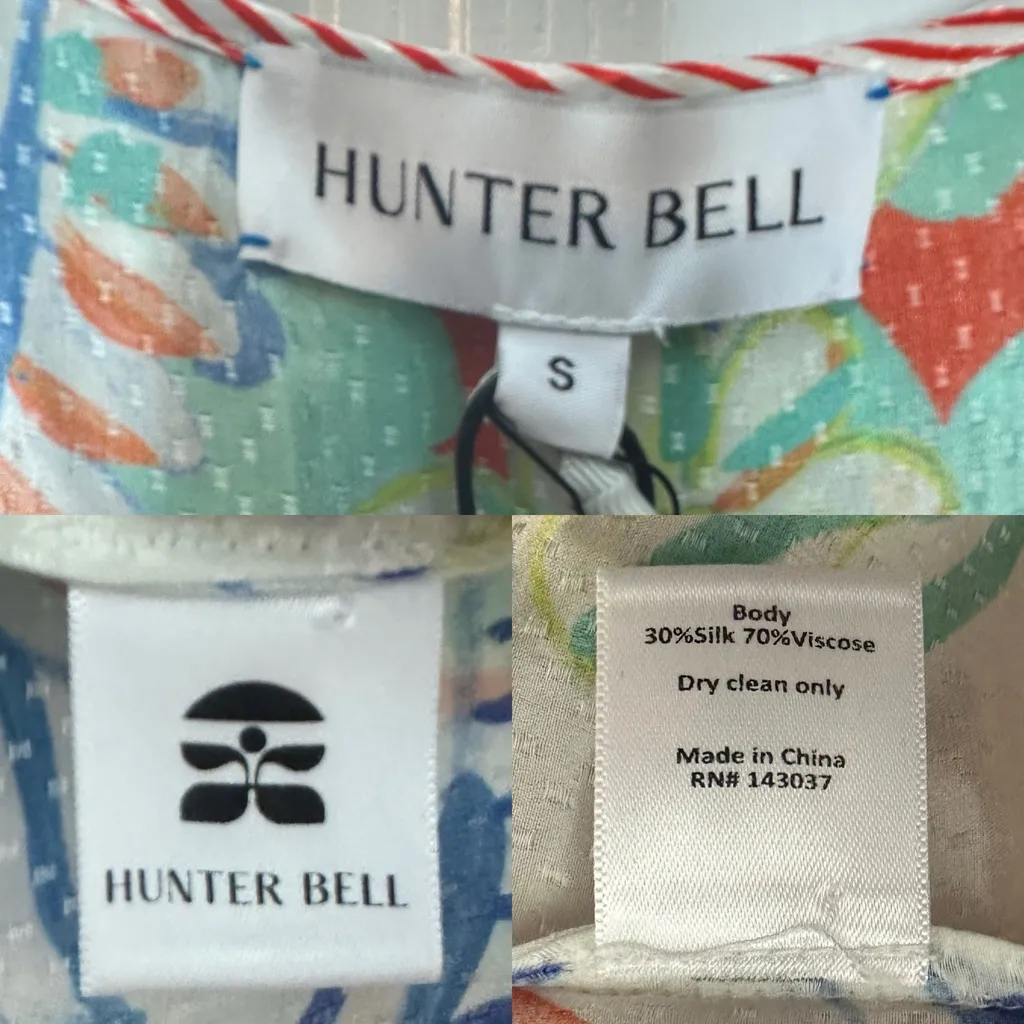 HUNTER BELL
S
HUNTER BELL
Body
30%Silk 70%Viscose
Dry clean only
Made in China
RN# 143037